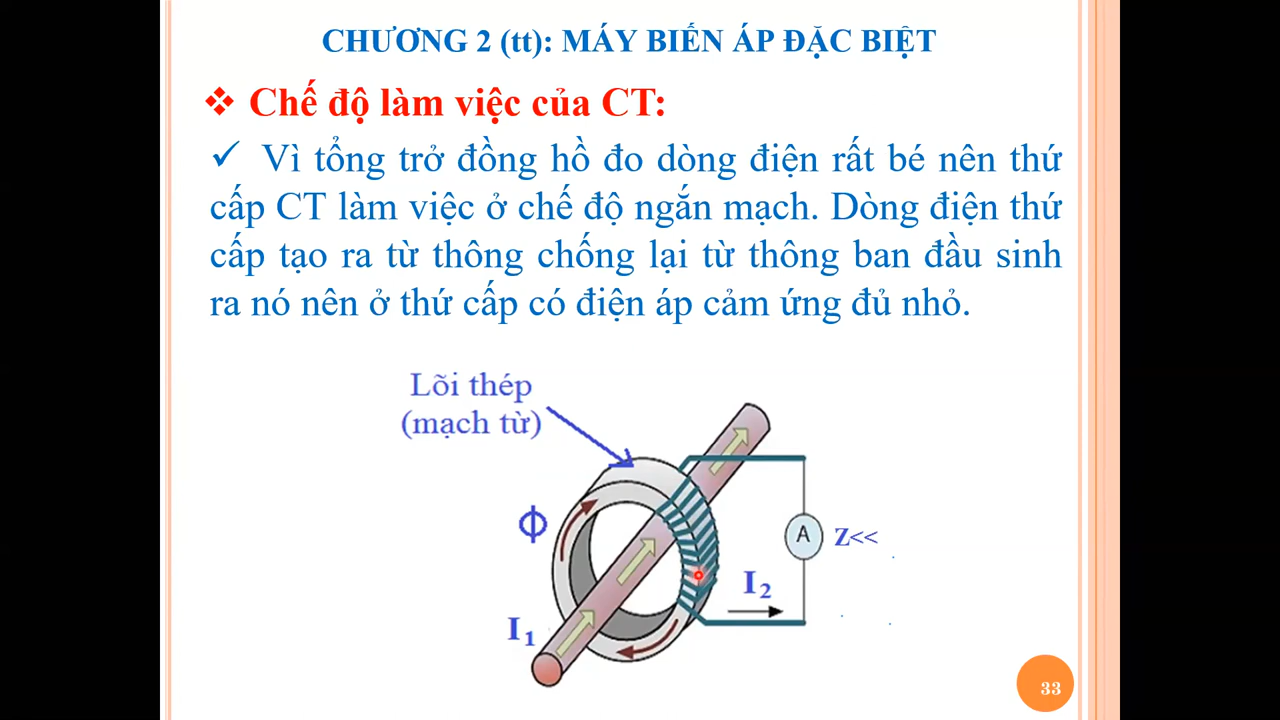 CHƯƠNG 2 (tt): MÁY BIẾN ÁP ĐẶC BIỆT
❖ Chế độ làm việc của CT:
✓ Vì tổng trở đồng hồ đo dòng điện rất bé nên thứ
cấp CT làm việc ở chế độ ngắn mạch. Dòng điện thứ
cấp tạo ra từ thông chống lại từ thông ban đầu sinh
ra nó nên ở thứ cấp có điện áp cảm ứng đủ nhỏ.
Lõi thép
(mạch từ)
Φ
A
Z<<
I₂
I₁
33